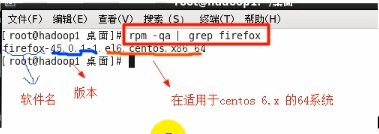 root@hadoop1:~/桌面
文件(F) 编辑(E) 查看(V) 搜索(S) 终端(T) 帮助(H)
[root@hadoop1 桌面]# rpm -qa | grep firefox
firefox-45.0.1-1.el6.centos.x86_64
[root@hadoop1 桌面]#
软件名
版本
在适用于centos 6.x 的64系统